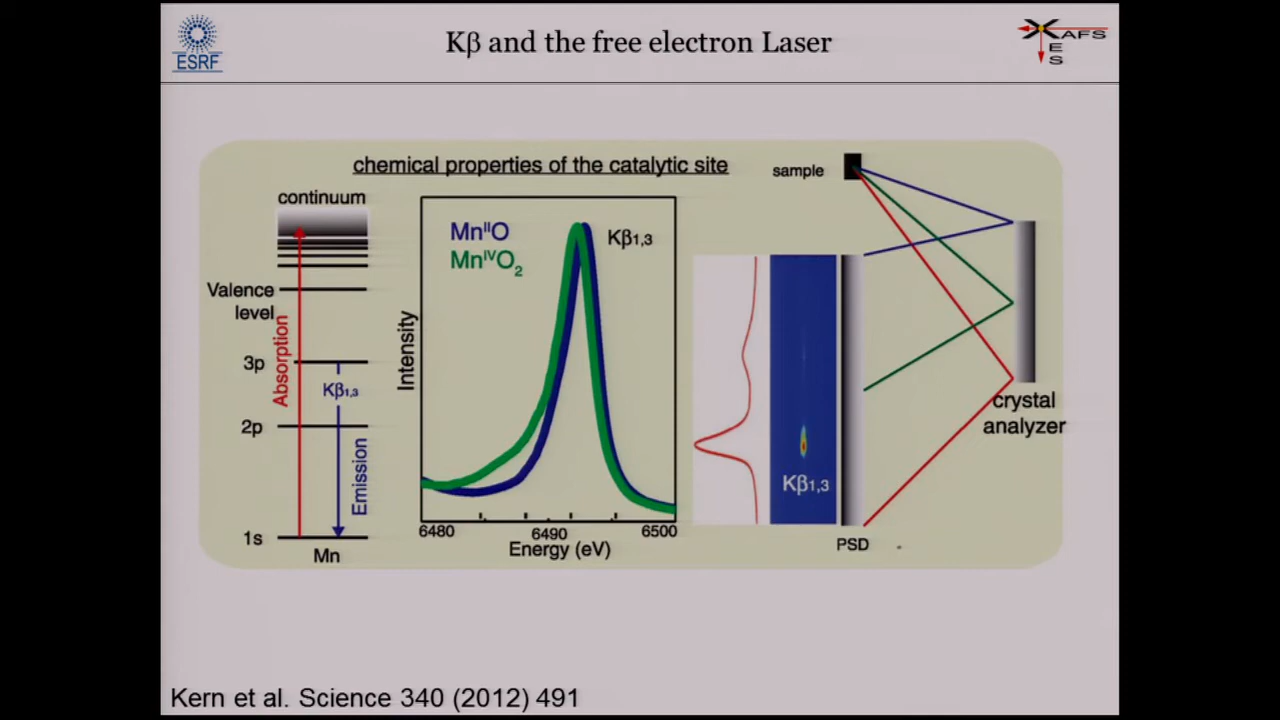 Kβ and the free electron Laser
ESRF
XAFS
E
S
chemical properties of the catalytic site
continuum
Valence
level
3p
2p
1s
Mn
Absorption
Kβ1,3
Emission
Intensity
MnIIO
MnIVO2
Kβ1,3
6480
6490
6500
Energy (eV)
sample
Kβ1,3
PSD
crystal
analyzer
Kern et al. Science 340 (2012) 491